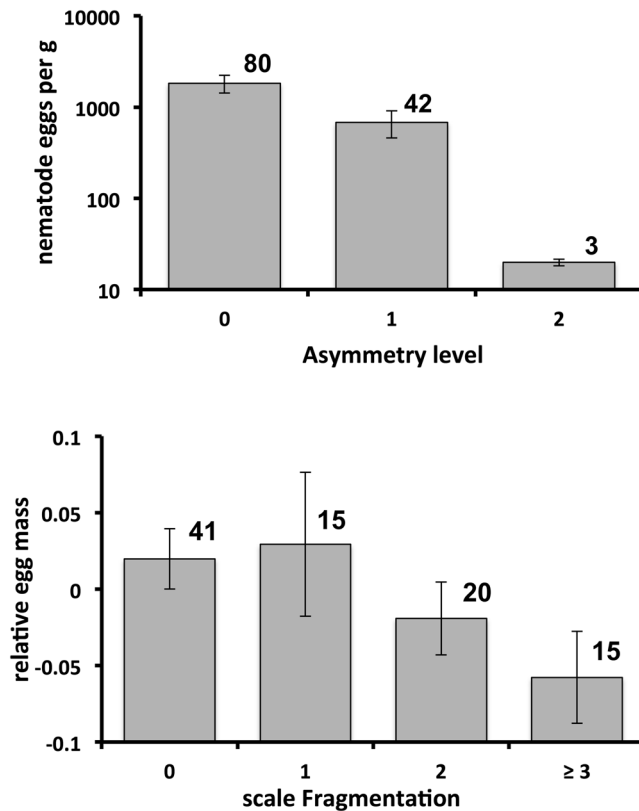 nematode eggs per g
10000
1000
100
10
80
42
3
0 1 2
Asymmetry level
relative egg mass
0.1
0.05
0
-0.05
-0.1
41
15
20
15
0 1 2 ≥ 3
scale Fragmentation